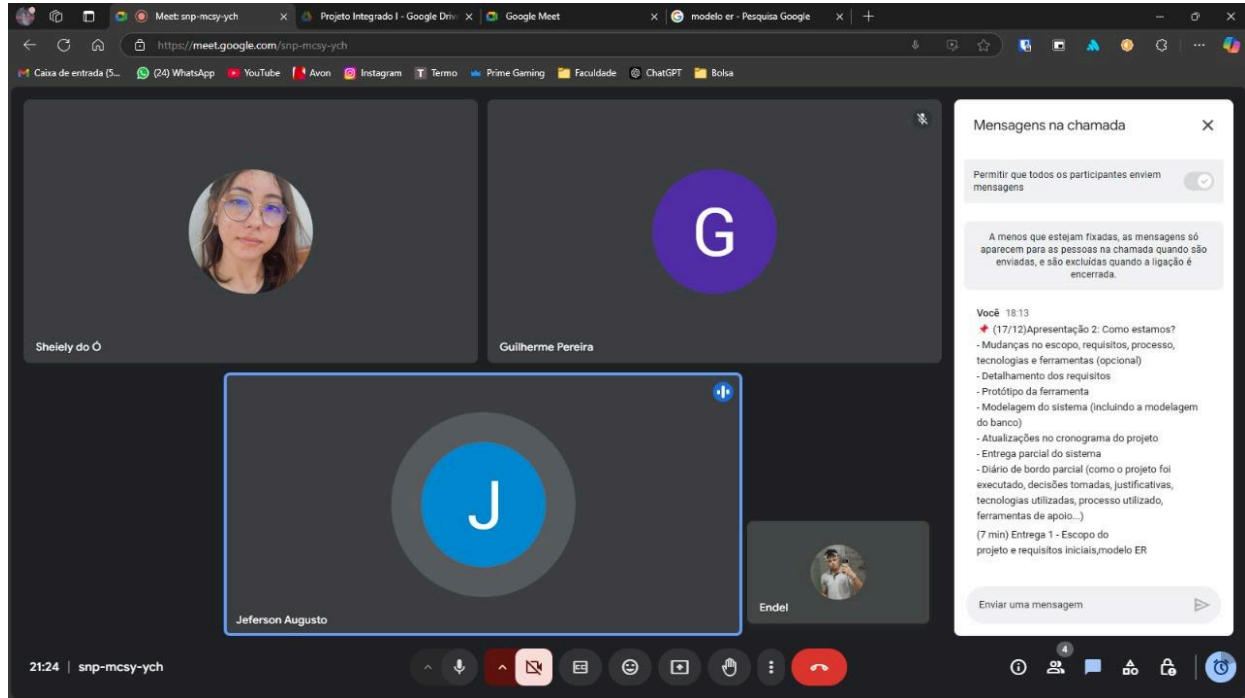 Meet: snp-mcsy-ych
Projeto Integrado I - Google Driv
Google Meet
modelo er - Pesquisa Google
https://meet.google.com/snp-mcsy-ych
Caixa de entrada (5...
(24) WhatsApp
YouTube
Avon
Instagram
Termo
Prime Gaming
Faculdade
ChatGPT
Bolsa
Sheiely do Ó
G
Guilherme Pereira
J
Jeferson Augusto
Endel
Mensagens na chamada
Permitir que todos os participantes enviem
mensagens
A menos que estejam fixadas, as mensagens só
aparecem para as pessoas na chamada quando são
enviadas, e são excluídas quando a ligação é
encerrada.
Você 18:13
📌 (17/12)Apresentação 2: Como estamos?
- Mudanças no escopo, requisitos, processo,
tecnologias e ferramentas (opcional)
- Detalhamento dos requisitos
- Protótipo da ferramenta
- Modelagem do sistema (incluindo a modelagem
do banco)
- Atualizações no cronograma do projeto
- Entrega parcial do sistema
- Diário de bordo parcial (como o projeto foi
executado, decisões tomadas, justificativas,
tecnologias utilizadas, processo utilizado,
ferramentas de apoio...)
(7 min) Entrega 1 - Escopo do
projeto e requisitos iniciais,modelo ER
Enviar uma mensagem
21:24 | snp-mcsy-ych
4